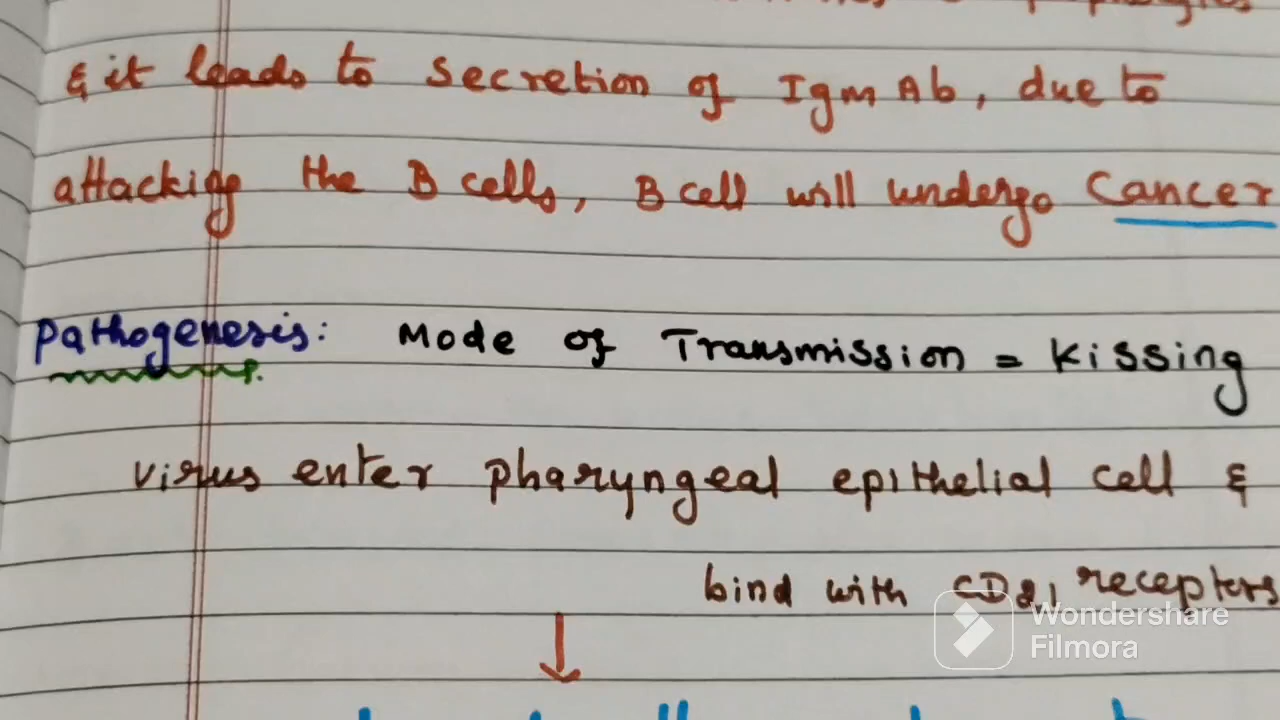 & it leads to secretion of IgM Ab, due to
attacking the B cells, B cell will undergo Cancer
Pathogenesis: Mode of Transmission = Kissing
virus enter pharyngeal epithelial cell &
bind with CD21 recepters
Wondershare
Filmora